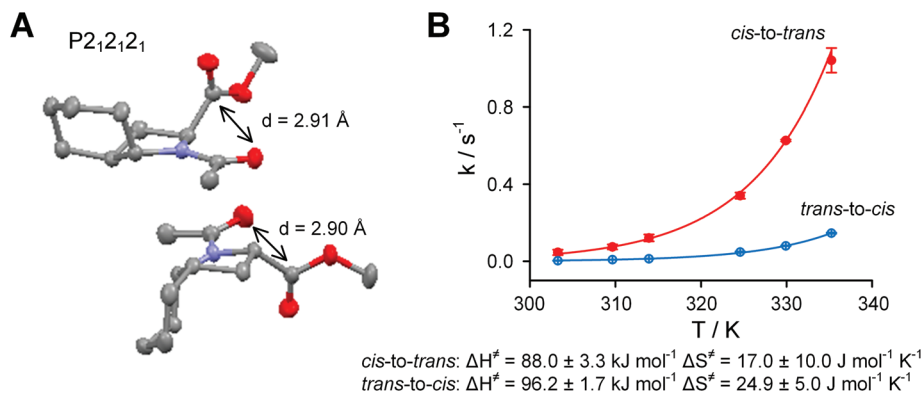 A
P2₁2₁2₁
d = 2.91 Å
d = 2.90 Å
B
cis-to-trans
trans-to-cis
k / s⁻¹
1.2
0.8
0.4
0.0
300 310 320 330 340
T / K
cis-to-trans: ΔH≠ = 88.0 ± 3.3 kJ mol⁻¹ ΔS≠ = 17.0 ± 10.0 J mol⁻¹ K⁻¹
trans-to-cis: ΔH≠ = 96.2 ± 1.7 kJ mol⁻¹ ΔS≠ = 24.9 ± 5.0 J mol⁻¹ K⁻¹